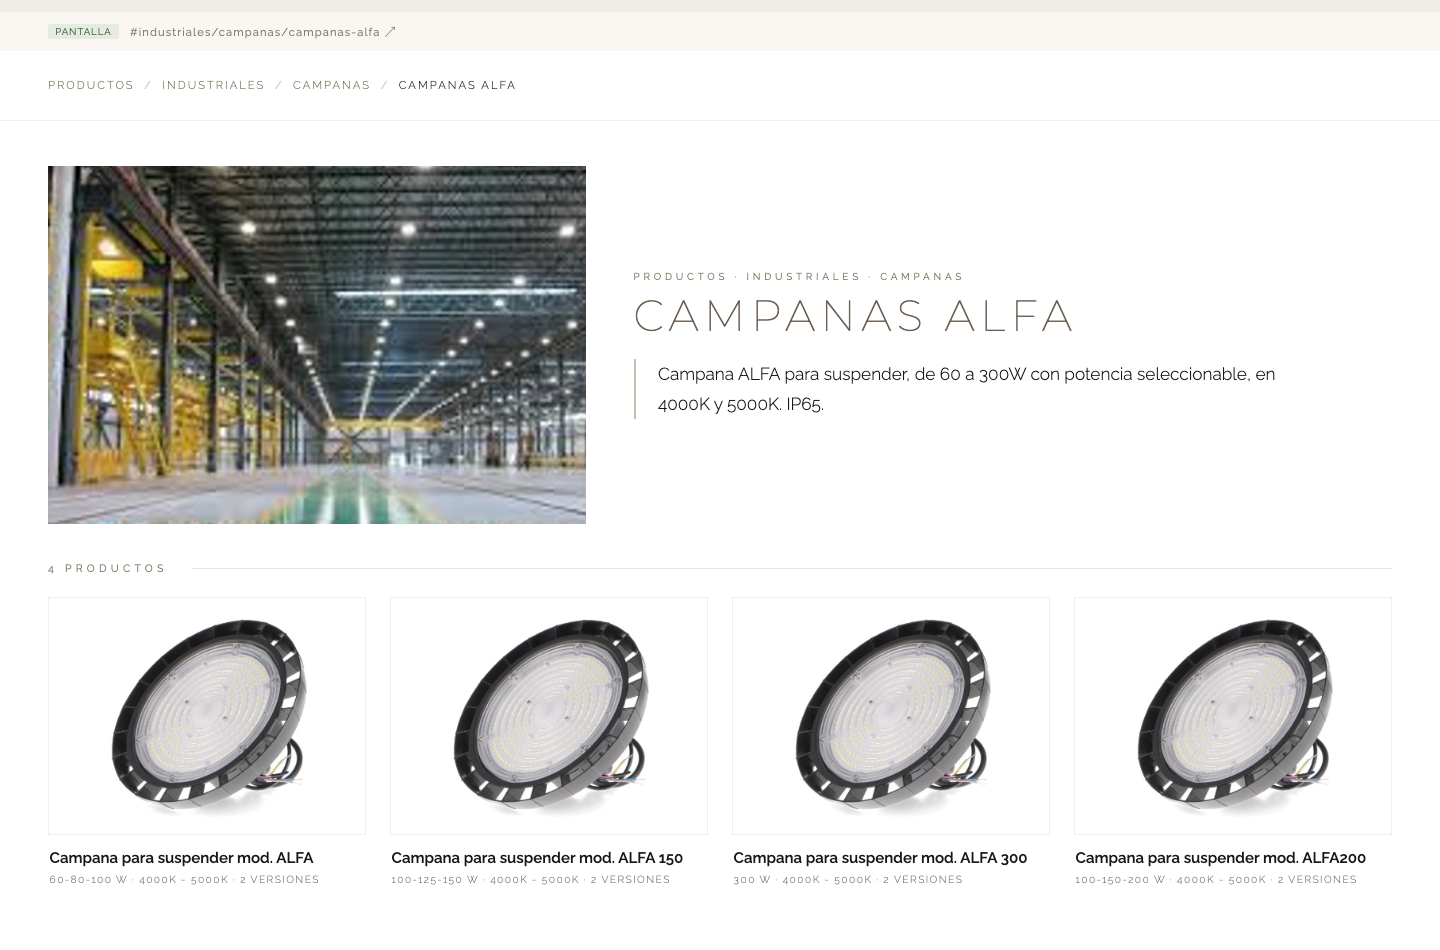 PANTALLA #industriales/campanas/campanas-alfa ↗
PRODUCTOS / INDUSTRIALES / CAMPANAS / CAMPANAS ALFA
PRODUCTOS · INDUSTRIALES · CAMPANAS
CAMPANAS ALFA
Campana ALFA para suspender, de 60 a 300W con potencia seleccionable, en
4000K y 5000K. IP65.
4 PRODUCTOS
Campana para suspender mod. ALFA
60-80-100 W · 4000K - 5000K · 2 VERSIONES
Campana para suspender mod. ALFA 150
100-125-150 W · 4000K - 5000K · 2 VERSIONES
Campana para suspender mod. ALFA 300
300 W · 4000K - 5000K · 2 VERSIONES
Campana para suspender mod. ALFA200
100-150-200 W · 4000K - 5000K · 2 VERSIONES